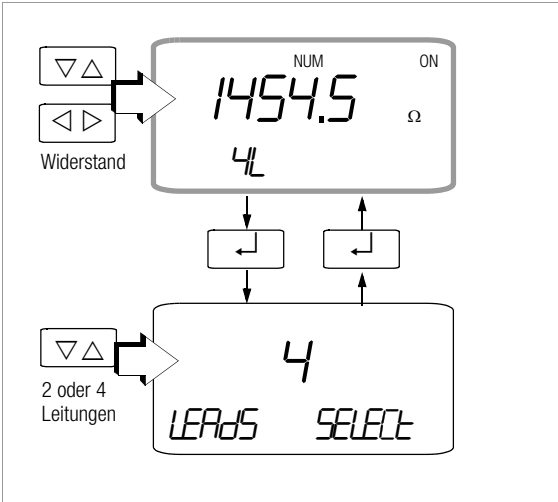 NUM ON
1454.5 Ω
4L
Widerstand
4
2 oder 4
Leitungen
LEAdS SELECt